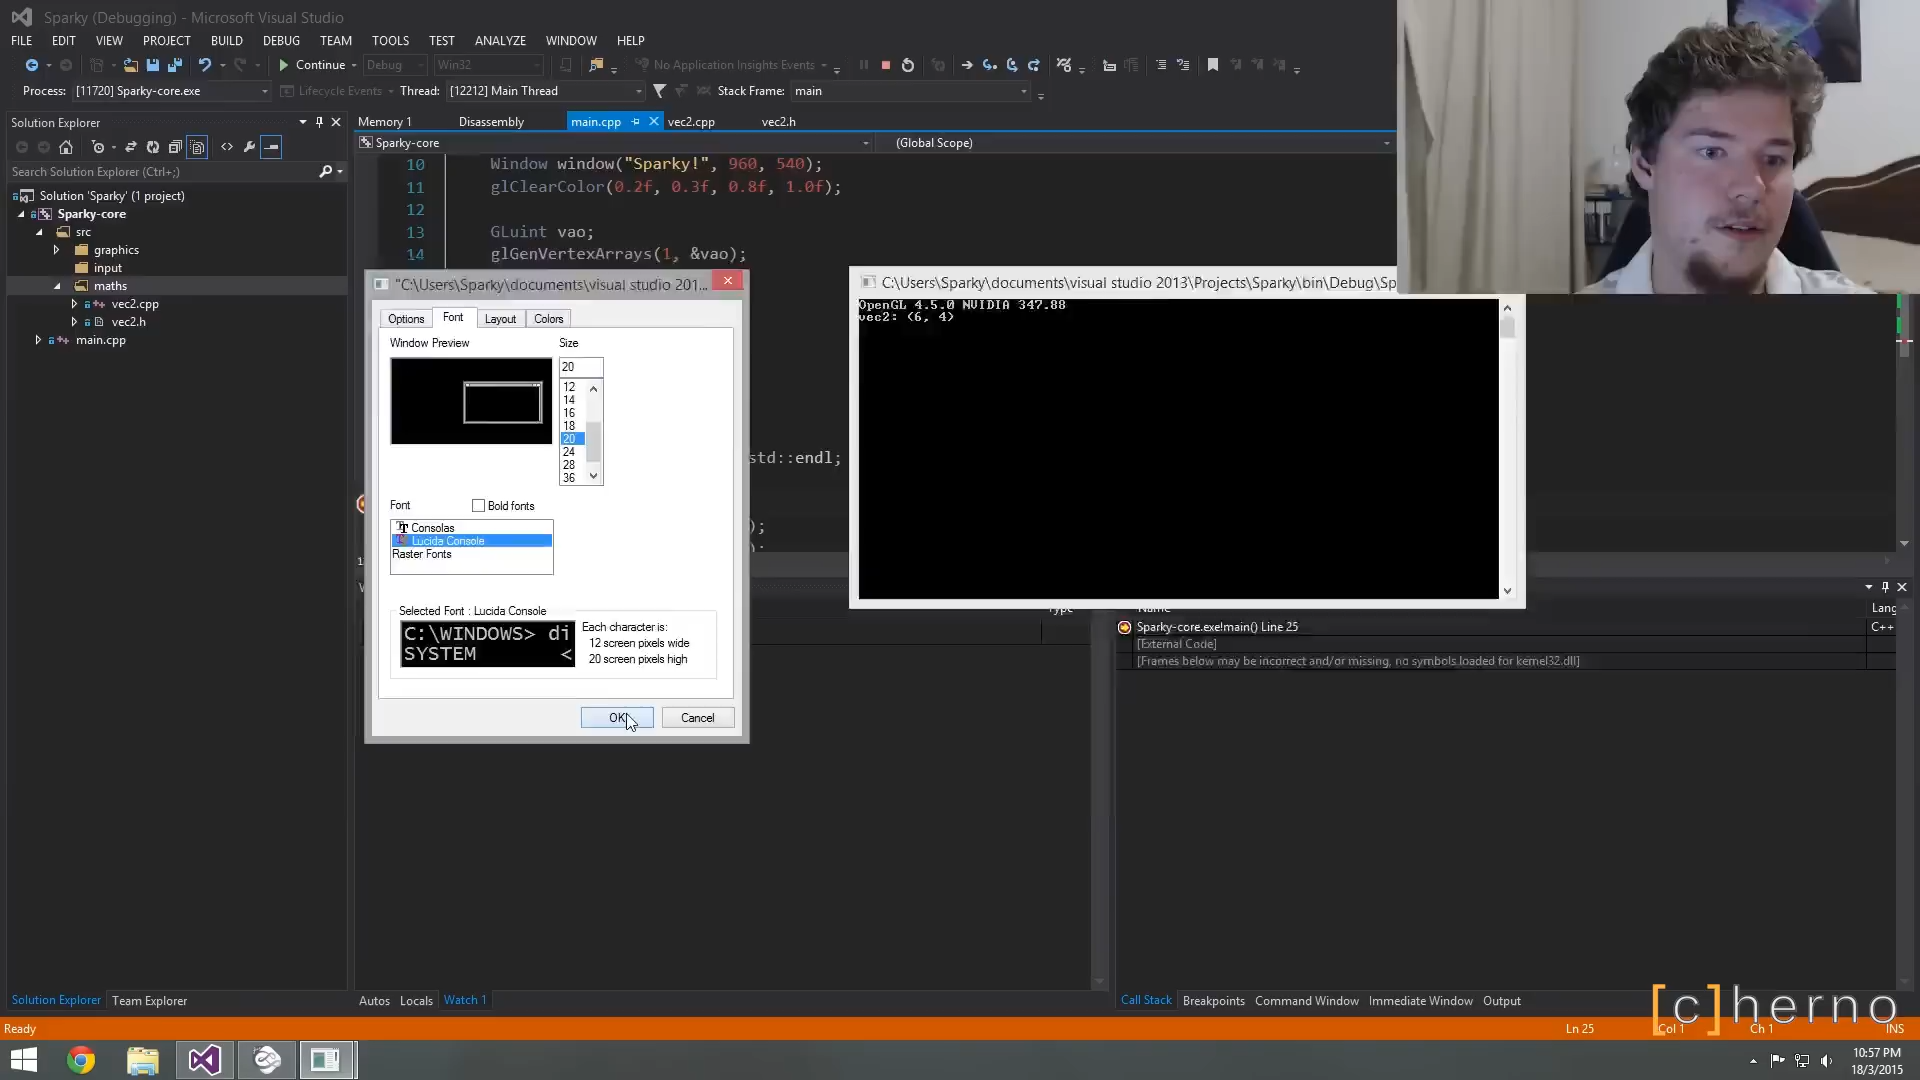 Sparky (Debugging) - Microsoft Visual Studio
FILE EDIT VIEW PROJECT BUILD DEBUG TEAM TOOLS TEST ANALYZE WINDOW HELP
Continue Debug Win32 No Application Insights Events
Process: [11720] Sparky-core.exe Lifecycle Events Thread: [12212] Main Thread Stack Frame: main
Solution Explorer
Memory 1 Disassembly main.cpp vec2.cpp vec2.h
Sparky-core (Global Scope)
Search Solution Explorer (Ctrl+;)
Solution 'Sparky' (1 project)
Sparky-core
src
graphics
input
maths
vec2.cpp
vec2.h
main.cpp
10 Window window("Sparky!", 960, 540);
11 glClearColor(0.2f, 0.3f, 0.8f, 1.0f);
12
13 GLuint vao;
14 glGenVertexArrays(1, &vao);
std::endl;
);
);
"C:\Users\Sparky\documents\visual studio 201...
Options Font Layout Colors
Window Preview Size
20
12
14
16
18
20
24
28
36
Font Bold fonts
Consolas
Lucida Console
Raster Fonts
Selected Font : Lucida Console
C:\WINDOWS> di
SYSTEM <
Each character is:
12 screen pixels wide
20 screen pixels high
OK Cancel
C:\Users\Sparky\documents\visual studio 2013\Projects\Sparky\bin\Debug\Sp
OpenGL 4.5.0 NVIDIA 347.88
vec2: (6, 4)
Type
Name Lang
Sparky-core.exe!main() Line 25 C++
[External Code]
[Frames below may be incorrect and/or missing, no symbols loaded for kernel32.dll]
Solution Explorer Team Explorer
Autos Locals Watch 1
Call Stack Breakpoints Command Window Immediate Window Output
[c]herno
Ready Ln 25 Col 1 Ch 1 INS
10:57 PM
18/3/2015